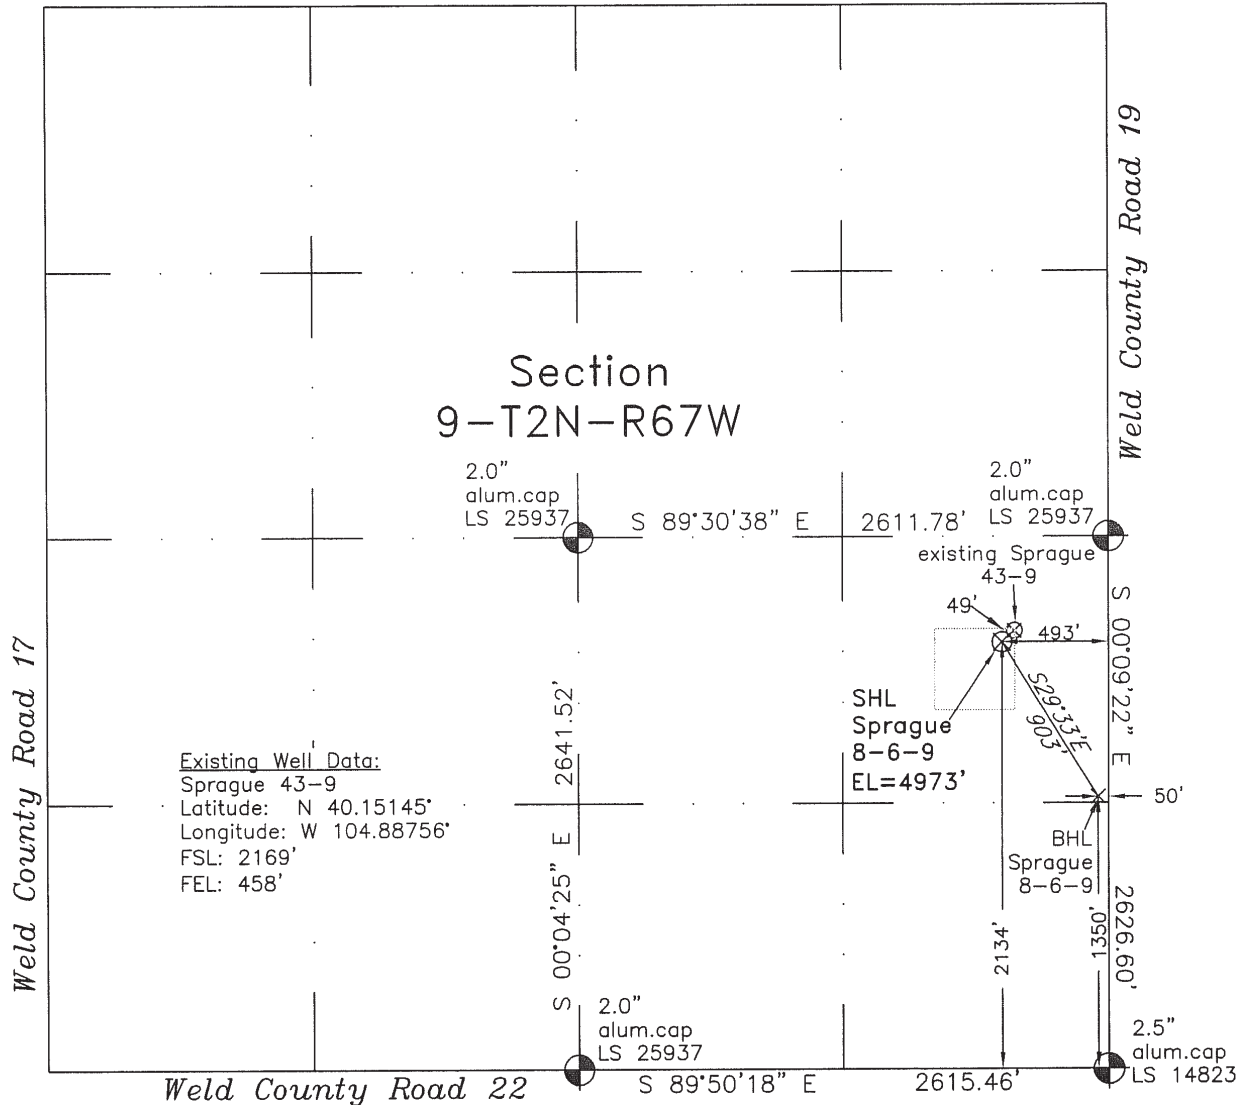 Weld County Road 19
Section
9-T2N-R67W
2.0"
alum.cap
LS 25937
2.0"
alum.cap
LS 25937
S 89°30'38" E
2611.78'
existing Sprague
43-9
49'
493'
S 00°09'22" E
2626.60'
S29°33'E
903'
SHL
Sprague
8-6-9
EL=4973'
50'
BHL
Sprague
8-6-9
2134'
1350'
Weld County Road 17
Existing Well Data:
Sprague 43-9
Latitude: N 40.15145°
Longitude: W 104.88756°
FSL: 2169'
FEL: 458'
S 00°04'25" E 2641.52'
2.0"
alum.cap
LS 25937
2.5"
alum.cap
LS 14823
Weld County Road 22
S 89°50'18" E
2615.46'